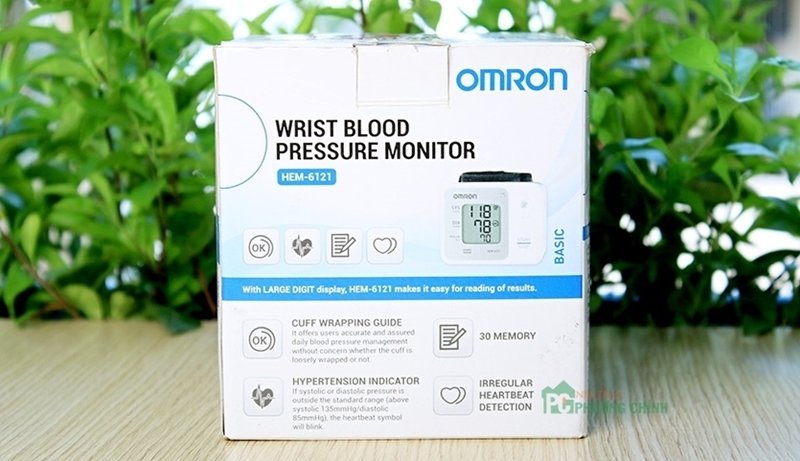 OMRON
WRIST BLOOD
PRESSURE MONITOR
HEM-6121
OMRON
118
78
70
BASIC
OK
With LARGE DIGIT display, HEM-6121 makes it easy for reading of results.
OK
CUFF WRAPPING GUIDE
It offers users accurate and assured
daily blood pressure management
without concern whether the cuff is
loosely wrapped or not.
30 MEMORY
HYPERTENSION INDICATOR
If systolic or diastolic pressure is
outside the standard range (above
systolic 135mmHg/diastolic
85mmHg), the heartbeat symbol
will blink.
IRREGULAR
HEARTBEAT
DETECTION
PG
PHƯƠNG CHINH